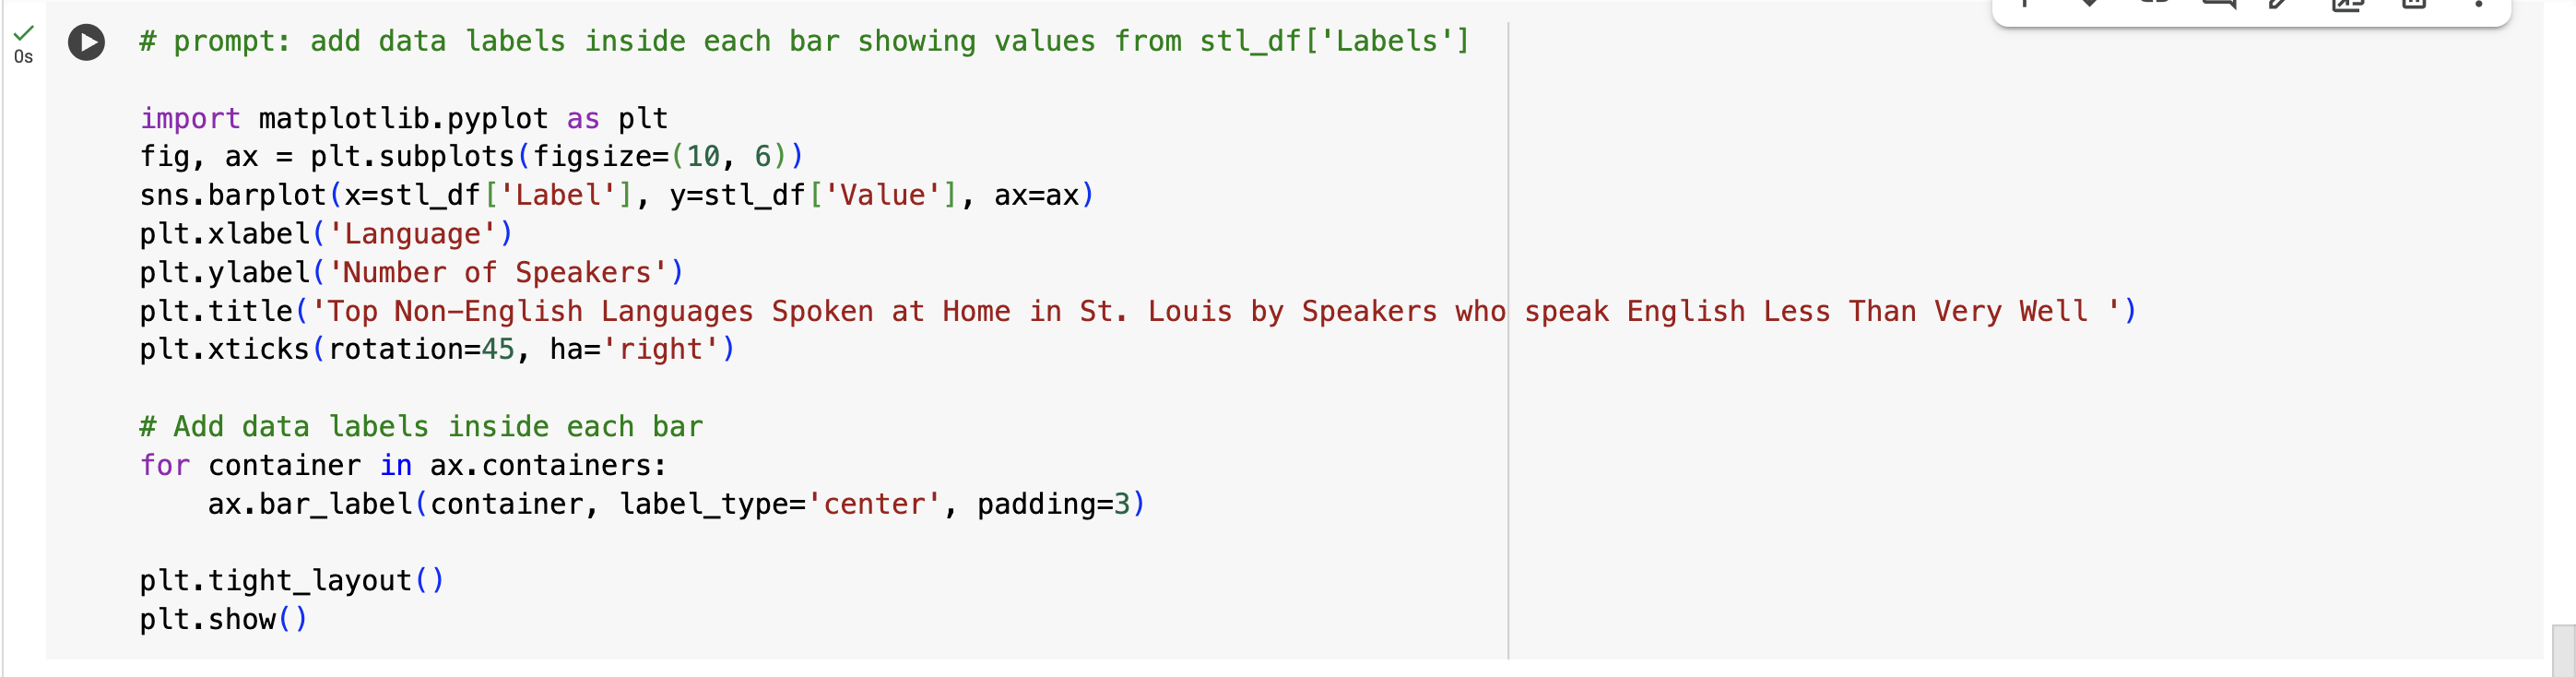 # prompt: add data labels inside each bar showing values from stl_df['Labels']
0s
import matplotlib.pyplot as plt
fig, ax = plt.subplots(figsize=(10, 6))
sns.barplot(x=stl_df['Label'], y=stl_df['Value'], ax=ax)
plt.xlabel('Language')
plt.ylabel('Number of Speakers')
plt.title('Top Non-English Languages Spoken at Home in St. Louis by Speakers who speak English Less Than Very Well ')
plt.xticks(rotation=45, ha='right')
# Add data labels inside each bar
for container in ax.containers:
    ax.bar_label(container, label_type='center', padding=3)
plt.tight_layout()
plt.show()